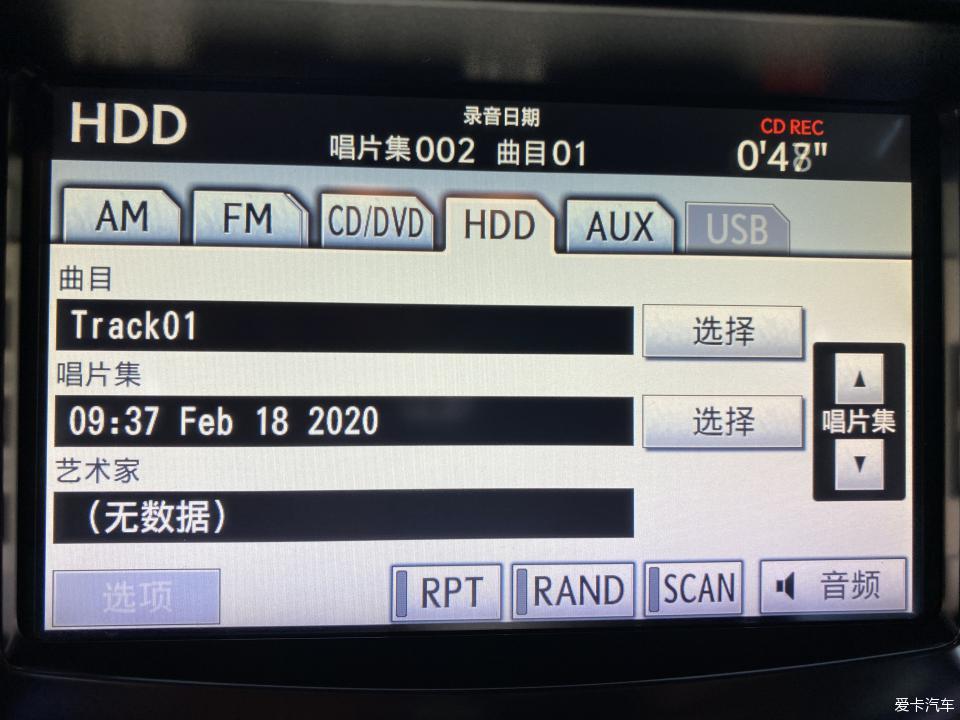 HDD
录音日期
唱片集002 曲目01
CD REC
AM
FM
CD/DVD
HDD
AUX
USB
曲目
Track01
选择
唱片集
09:37 Feb 18 2020
选择
▲
唱片集
▼
艺术家
（无数据）
选项
RPT
RAND
SCAN
音频
爱卡汽车